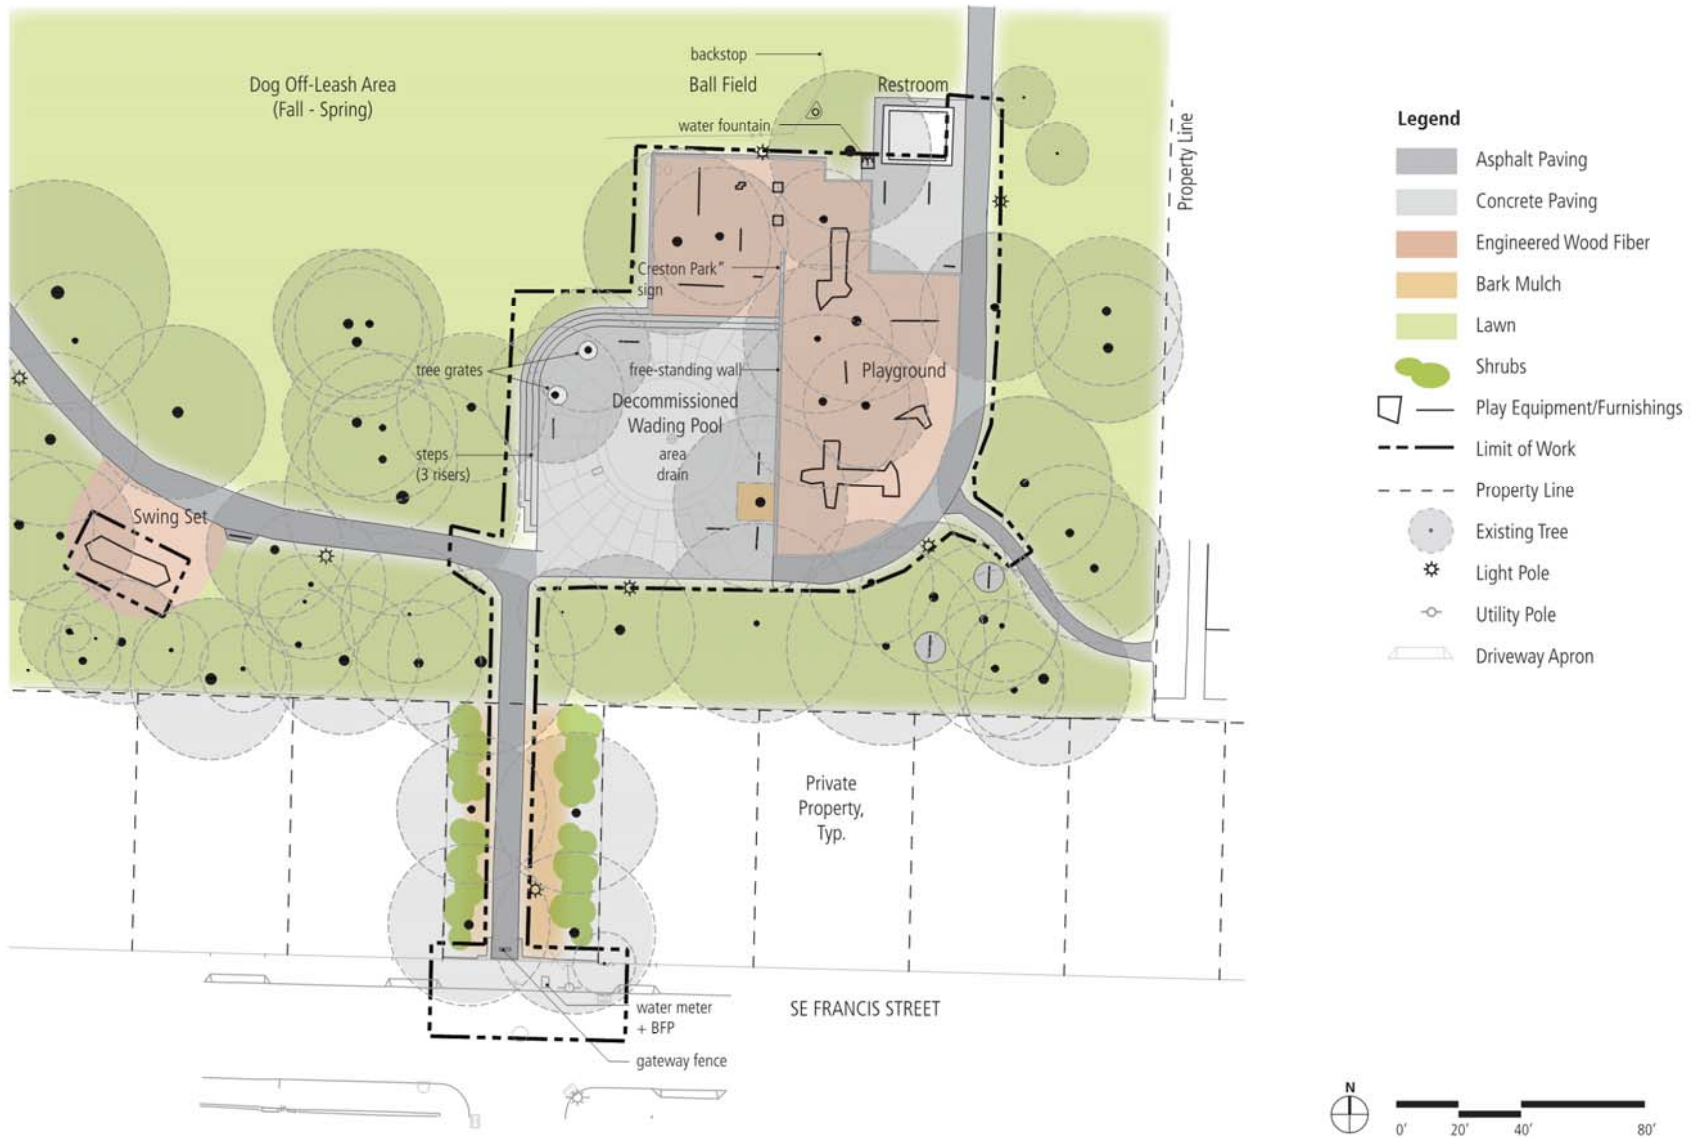 backstop
Dog Off-Leash Area
(Fall - Spring)
Ball Field
Restroom
water fountain
Property Line
Creston Park"
sign
tree grates
free-standing wall
Playground
Decommissioned
Wading Pool
steps
(3 risers)
area
drain
Swing Set
Private
Property,
Typ.
SE FRANCIS STREET
water meter
+ BFP
gateway fence
Legend
Asphalt Paving
Concrete Paving
Engineered Wood Fiber
Bark Mulch
Lawn
Shrubs
Play Equipment/Furnishings
Limit of Work
Property Line
Existing Tree
Light Pole
Utility Pole
Driveway Apron
N
0' 20' 40' 80'